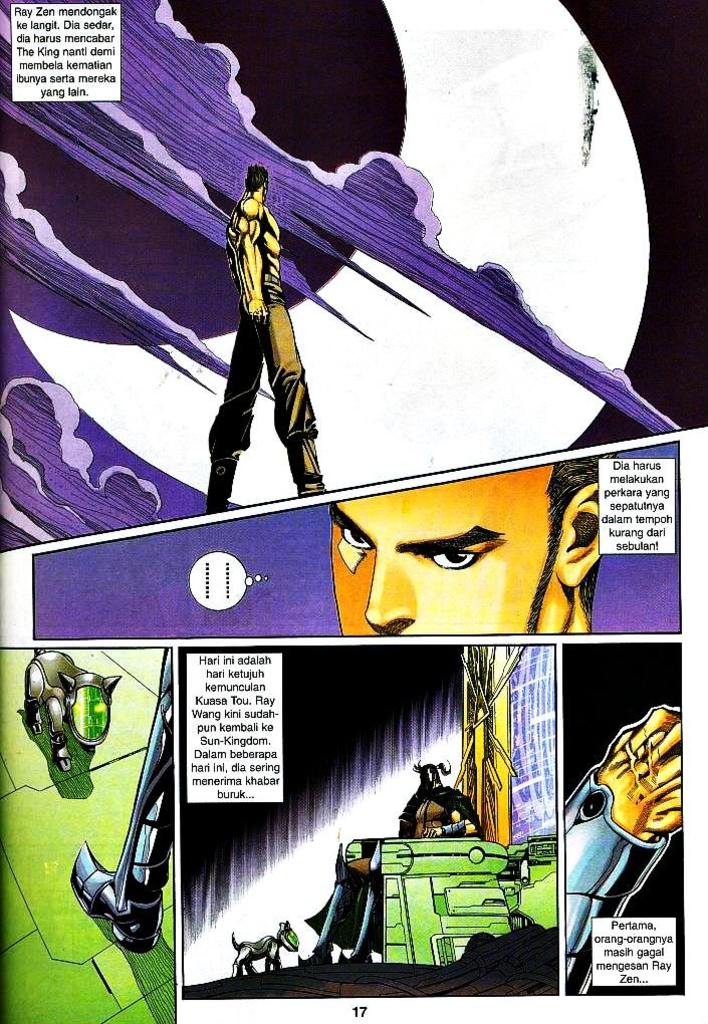 Ray Zen mendongak
ke langit. Dia sedar,
dia harus mencabar
The King nanti demi
membela kematian
ibunya serta mereka
yang lain.
Dia harus
melakukan
perkara yang
sepatutnya
dalam tempoh
kurang dari
sebulan!
Hari ini adalah
hari ketujuh
kemunculan
Kuasa Tou. Ray
Wang kini sudah-
pun kembali ke
Sun-Kingdom.
Dalam beberapa
hari ini, dia sering
menerima khabar
buruk...
Pertama,
orang-orangnya
masih gagal
mengesan Ray
Zen...
17